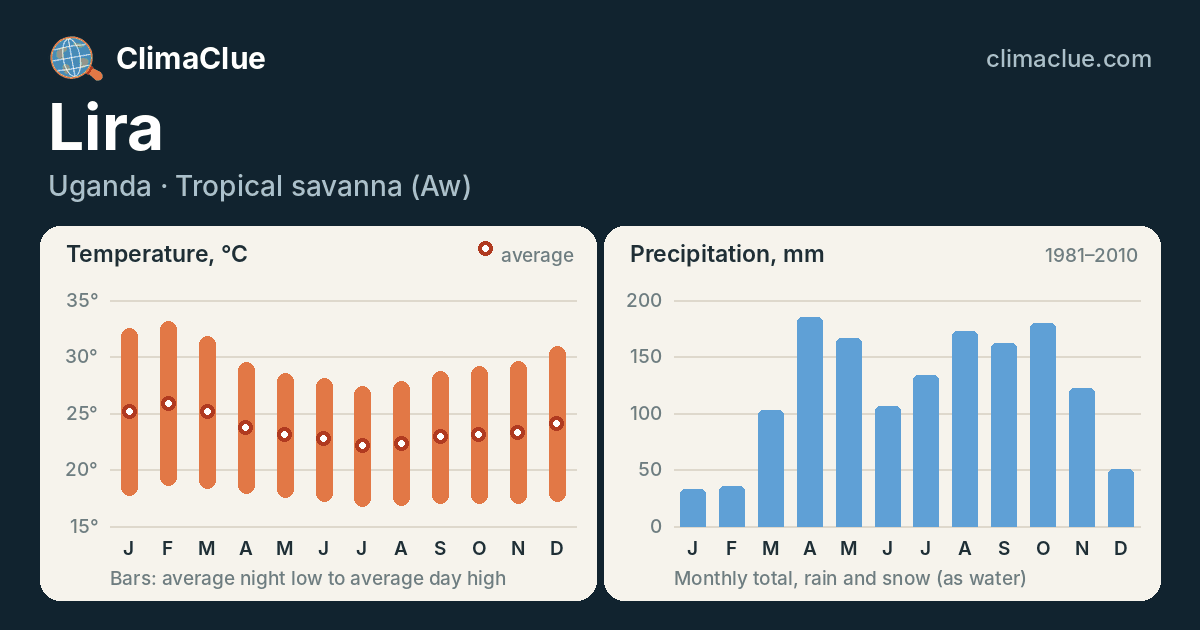 ClimaClue
climaclue.com
Lira
Uganda · Tropical savanna (Aw)
Temperature, °C
average
35°
30°
25°
20°
15°
J F M A M J J A S O N D
Bars: average night low to average day high
Precipitation, mm
1981–2010
200
150
100
50
0
J F M A M J J A S O N D
Monthly total, rain and snow (as water)